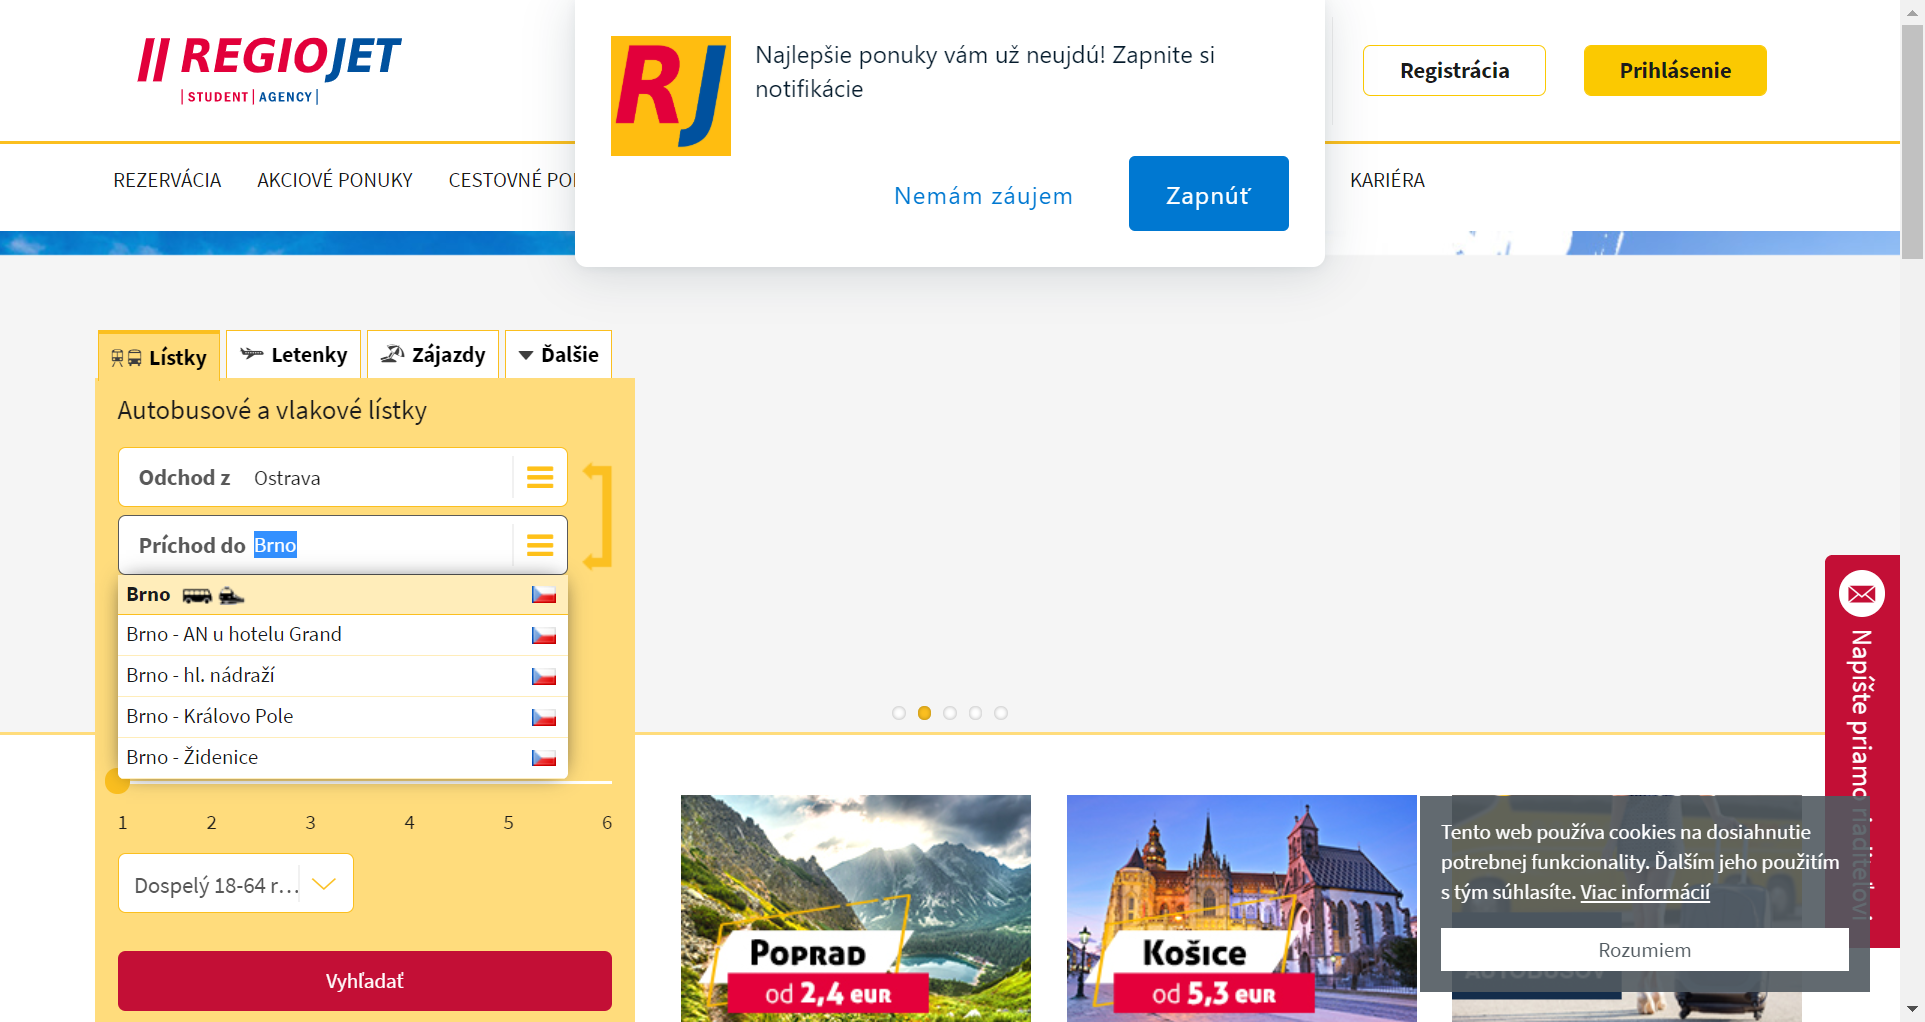 REGIOJET
STUDENT AGENCY
RJ
Najlepšie ponuky vám už neujdú! Zapnite si
notifikácie
Nemám záujem
Zapnúť
Registrácia
Prihlásenie
REZERVÁCIA
AKCIOVÉ PONUKY
CESTOVNÉ
KARIÉRA
Lístky
Letenky
Zájazdy
Ďalšie
Autobusové a vlakové lístky
Odchod z Ostrava
Príchod do Brno
Brno
Brno - AN u hotelu Grand
Brno - hl. nádraží
Brno - Královo Pole
Brno - Židenice
1 2 3 4 5 6
Dospelý 18-64 r...
Vyhľadať
POPRAD
od 2,4 EUR
Košice
od 5,3 EUR
Napíšte priamo riaditeľovi
Tento web používa cookies na dosiahnutie
potrebnej funkcionality. Ďalším jeho použitím
s tým súhlasíte. Viac informácií
Rozumiem